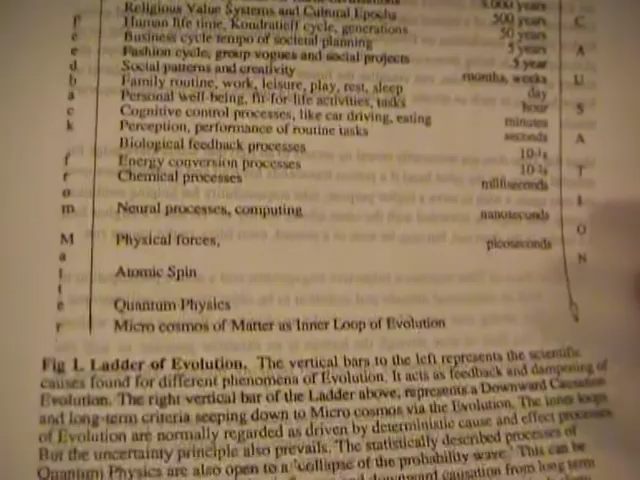 Religious Value Systems and Cultural Epochs 5.000 years
f Human life time, Kondratieff cycle, generations 500 years C
e Business cycle tempo of societal planning 50 years
e Fashion cycle, group vogues and social projects 5 years A
d Social patterns and creativity .5 year
b Family routine, work, leisure, play, rest, sleep months, weeks U
a Personal well-being, fit-for-life activities, tasks day
c Cognitive control processes, like car driving, eating hour S
k Perception, performance of routine tasks minutes
Biological feedback processes seconds A
f Energy conversion processes
r Chemical processes T
o milliseconds
m Neural processes, computing nanoseconds I
O
M Physical forces, picoseconds
a N
t Atomic Spin
t
e Quantum Physics
r Micro cosmos of Matter as Inner Loop of Evolution
Fig 1. Ladder of Evolution. The vertical bars to the left represents the scientific
causes found for different phenomena of Evolution. It acts as feedback and dampening of
Evolution. The right vertical bar of the Ladder above, represents a Downward Causation
and long-term criteria seeping down to Micro cosmos via the Evolution. The inner loops
of Evolution are normally regarded as driven by deterministic cause and effect processes
But the uncertainty principle also prevails. The statistically described processes of
Quantum Physics are also open to a 'collapse of the probability wave.' This can be
downward causation from long term